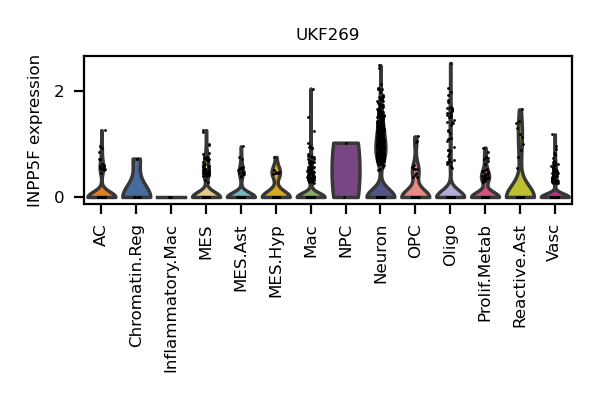 UKF269
INPP5F expression
2
0
AC
Chromatin.Reg
Inflammatory.Mac
MES
MES.Ast
MES.Hyp
Mac
NPC
Neuron
OPC
Oligo
Prolif.Metab
Reactive.Ast
Vasc